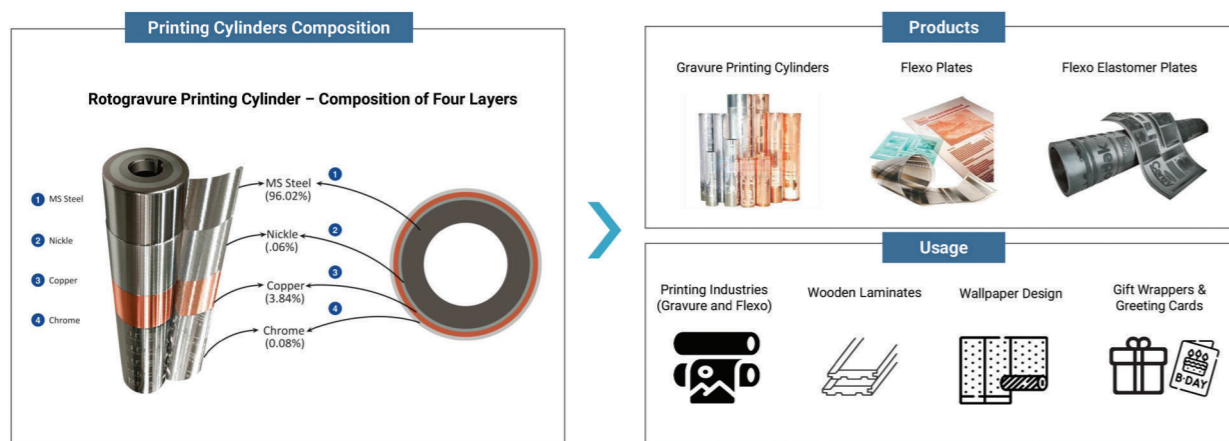 Printing Cylinders Composition
Rotogravure Printing Cylinder – Composition of Four Layers
1 MS Steel
2 Nickle
3 Copper
4 Chrome
MS Steel
(96.02%)
1
Nickle
(.06%)
2
Copper
(3.84%)
3
Chrome
(0.08%)
4
Products
Gravure Printing Cylinders
Flexo Plates
Flexo Elastomer Plates
Candy
Usage
Printing Industries
(Gravure and Flexo)
Wooden Laminates
Wallpaper Design
Gift Wrappers &
Greeting Cards
B-DAY